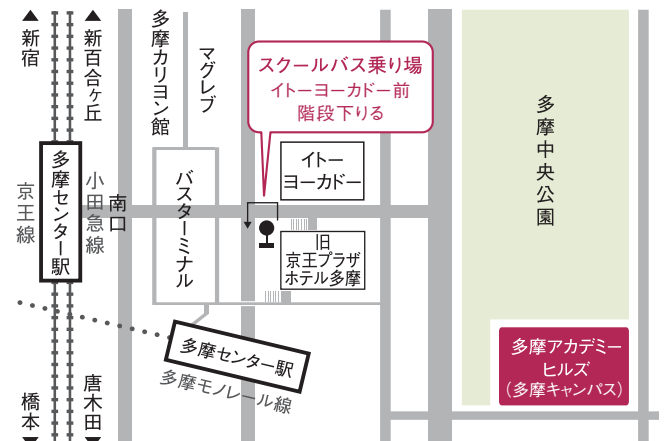 ▲新宿
▲新百合ヶ丘
多摩カリヨン館
マグレブ
スクールバス乗り場
イトーヨーカドー前
階段下りる
イトー
ヨーカドー
多摩中央公園
京王線
多摩センター駅
小田急線
南口
バスターミナル
旧
京王プラザ
ホテル多摩
多摩センター駅
多摩モノレール線
多摩アカデミー
ヒルズ
(多摩キャンパス)
橋本▼
唐木田▼